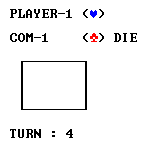 PLAYER-1 (♥)
COM-1 (♣) DIE
TURN : 4